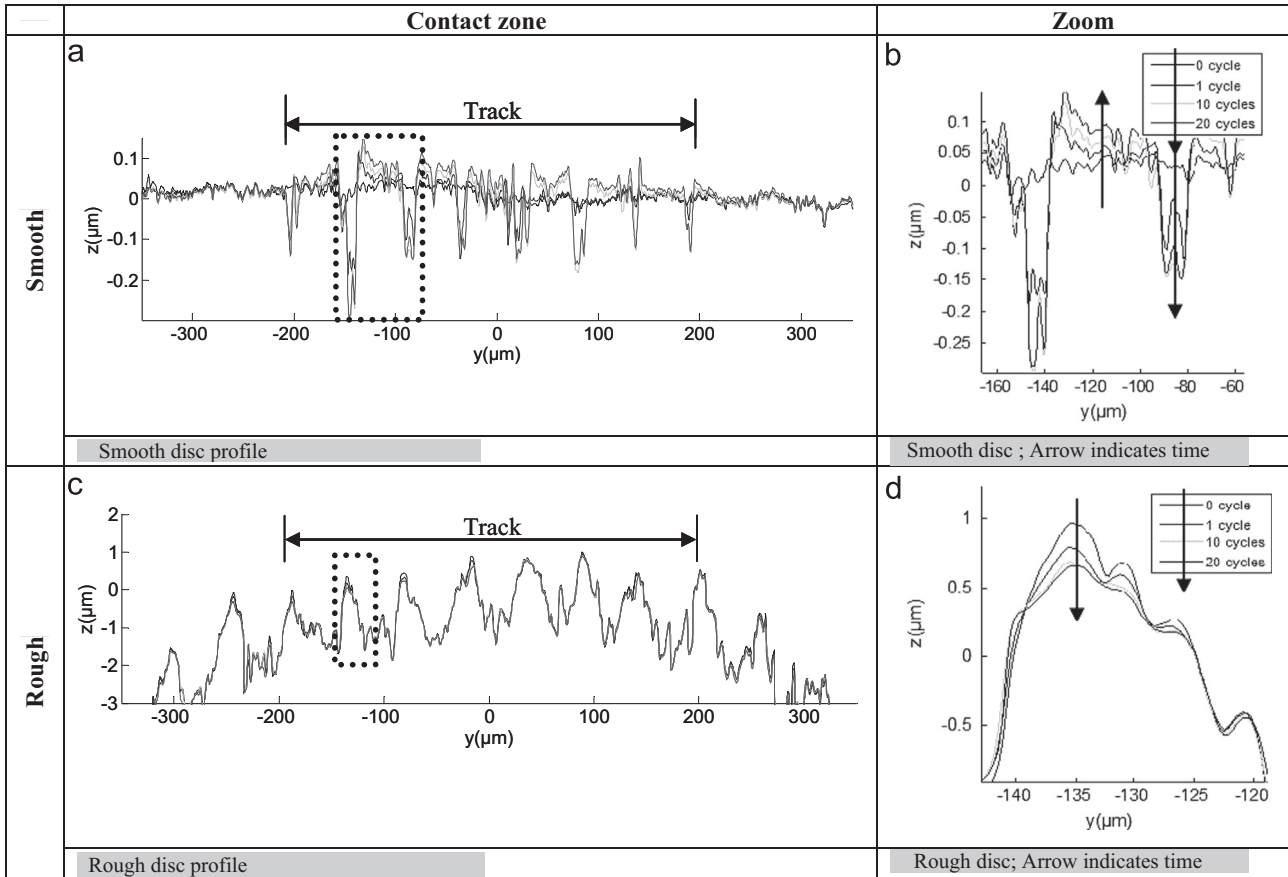 Contact zone
Zoom
Smooth
a
Track
0.1
0
-0.1
-0.2
z(µm)
-300 -200 -100 0 100 200 300
y(µm)
Smooth disc profile
b
0 cycle
1 cycle
10 cycles
20 cycles
0.1
0.05
0
-0.05
-0.1
-0.15
-0.2
-0.25
z(µm)
-160 -140 -120 -100 -80 -60
y(µm)
Smooth disc ; Arrow indicates time
Rough
c
Track
2
1
0
-1
-2
-3
z(µm)
-300 -200 -100 0 100 200 300
y(µm)
Rough disc profile
d
0 cycle
1 cycle
10 cycles
20 cycles
1
0.5
0
-0.5
z(µm)
-140 -135 -130 -125 -120
y(µm)
Rough disc; Arrow indicates time